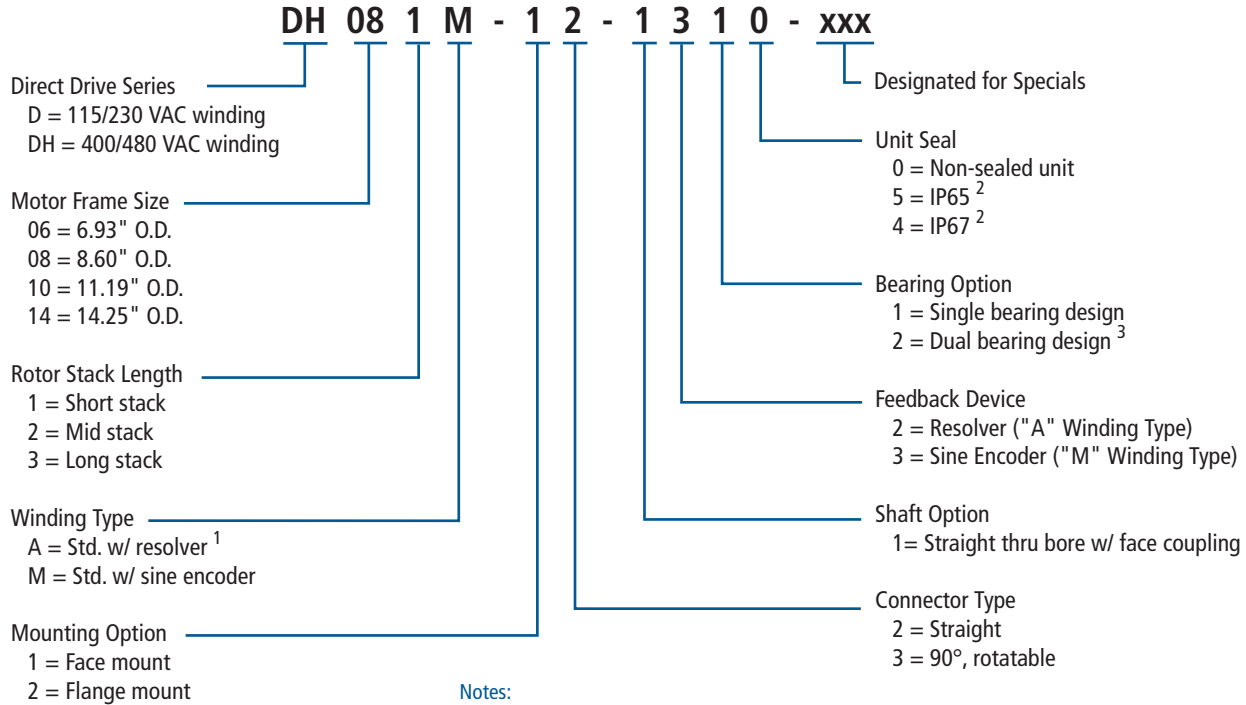 DH 08 1 M - 1 2 - 1 3 1 0 - xxx
Direct Drive Series
D = 115/230 VAC winding
DH = 400/480 VAC winding
Motor Frame Size
06 = 6.93" O.D.
08 = 8.60" O.D.
10 = 11.19" O.D.
14 = 14.25" O.D.
Rotor Stack Length
1 = Short stack
2 = Mid stack
3 = Long stack
Winding Type
A = Std. w/ resolver 1
M = Std. w/ sine encoder
Mounting Option
1 = Face mount
2 = Flange mount
Designated for Specials
Unit Seal
0 = Non-sealed unit
5 = IP65 2
4 = IP67 2
Bearing Option
1 = Single bearing design
2 = Dual bearing design 3
Feedback Device
2 = Resolver ("A" Winding Type)
3 = Sine Encoder ("M" Winding Type)
Shaft Option
1= Straight thru bore w/ face coupling
Connector Type
2 = Straight
3 = 90°, rotatable
Notes: